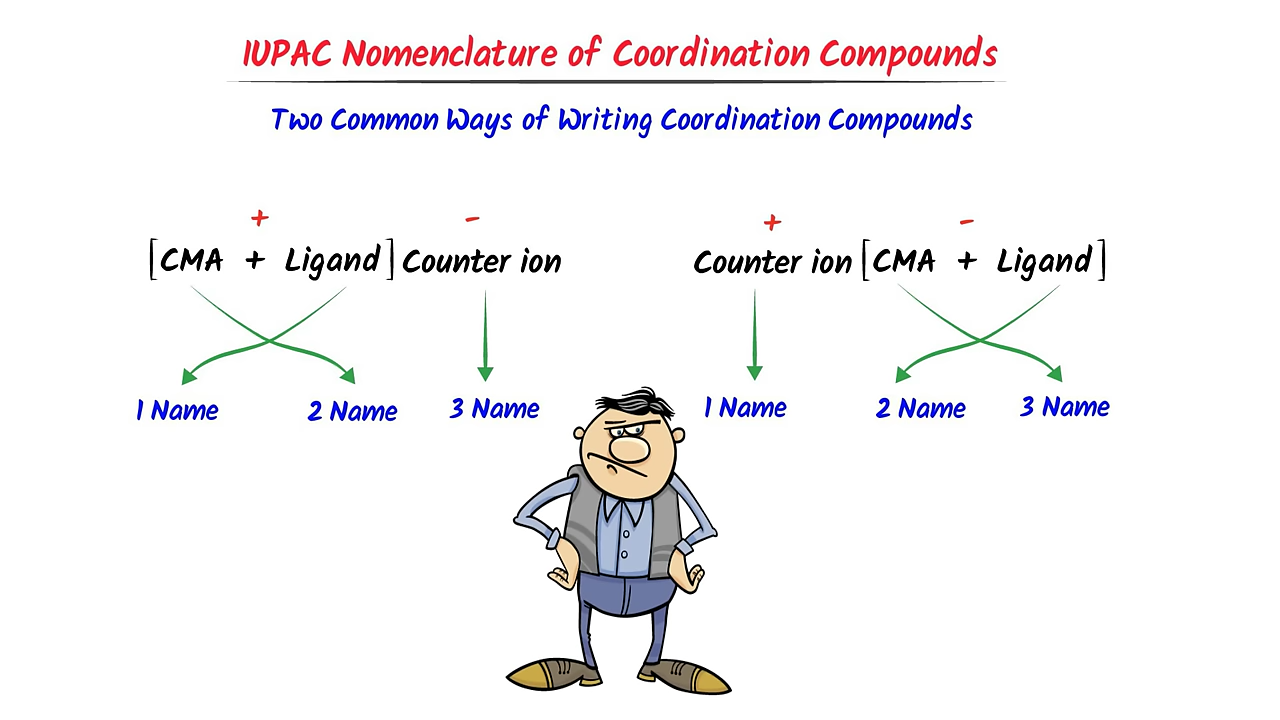 IUPAC Nomenclature of Coordination Compounds
Two Common Ways of Writing Coordination Compounds
+ - + -
[CMA + Ligand] Counter ion Counter ion [CMA + Ligand]
1 Name 2 Name 3 Name 1 Name 2 Name 3 Name